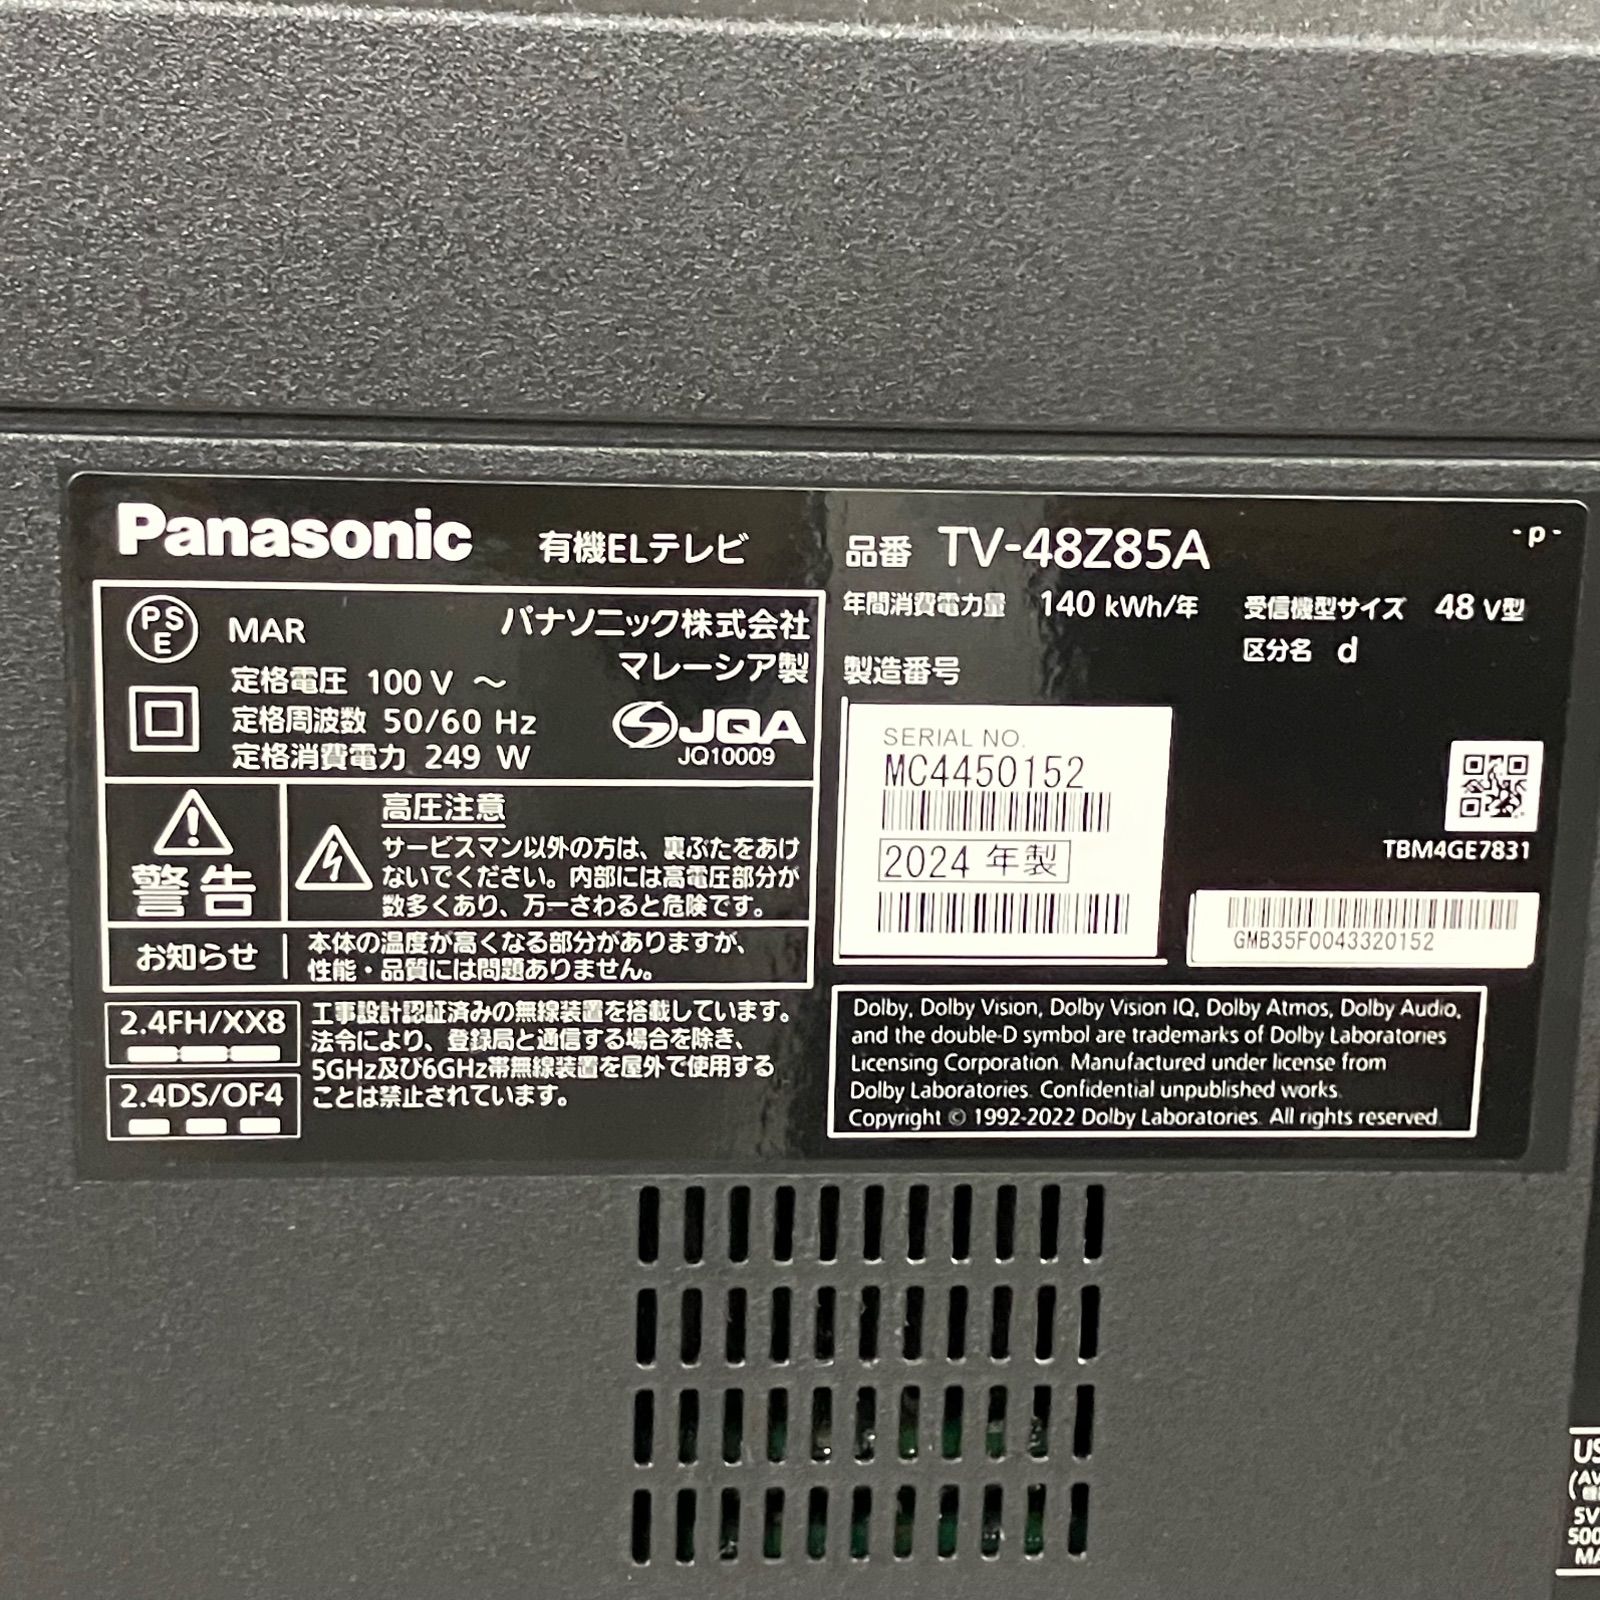 Panasonic 有機ELテレビ
品番 TV-48Z85A
-P-
年間消費電力量 140 kWh/年
受信機型サイズ 48 V型
区分名 d
製造番号
PS
E
MAR
パナソニック株式会社
マレーシア製
定格電圧 100 V ～
定格周波数 50/60 Hz
定格消費電力 249 W
JQA
JQ10009
警告
高圧注意
サービスマン以外の方は、裏ぶたをあけ
ないでください。内部には高電圧部分が
数多くあり、万一さわると危険です。
お知らせ
本体の温度が高くなる部分がありますが、
性能・品質には問題ありません。
2.4FH/XX8
2.4DS/OF4
工事設計認証済みの無線装置を搭載しています。
法令により、登録局と通信する場合を除き、
5GHz及び6GHz帯無線装置を屋外で使用する
ことは禁止されています。
SERIAL NO.
MC4450152
2024 年製
TBM4GE7831
GMB35F0043320152
Dolby, Dolby Vision, Dolby Vision IQ, Dolby Atmos, Dolby Audio,
and the double-D symbol are trademarks of Dolby Laboratories
Licensing Corporation. Manufactured under license from
Dolby Laboratories. Confidential unpublished works.
Copyright © 1992-2022 Dolby Laboratories. All rights reserved.
5V
500